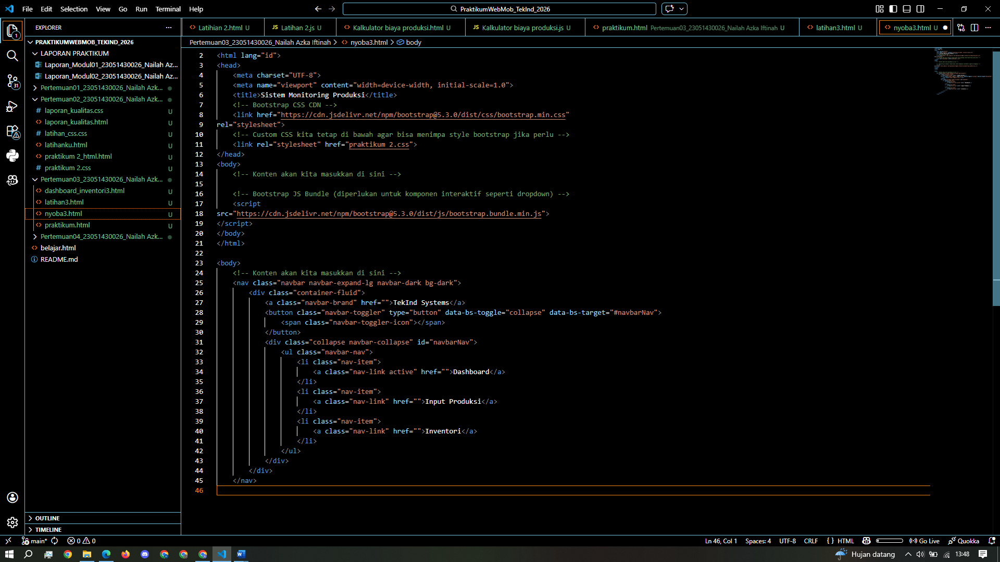 File Edit Selection View Go Run Terminal Help
PraktikumWebMob_TekInd_2026
EXPLORER
PRAKTIKUMWEBMOB_TEKIND_2026
LAPORAN PRAKTIKUM
Laporan_Modul01_23051430026_Nailah Az...
Laporan_Modul02_23051430026_Nailah Az...
Pertemuan01_23051430026_Nailah Azk...
Pertemuan02_23051430026_Nailah Azk...
laporan_kualitas.css U
laporan_kualitas.html U
latihan_css.css U
latihanku.html U
praktikum 2_html.html U
praktikum 2.css U
Pertemuan03_23051430026_Nailah Azk...
dashboard_inventori3.html U
latihan3.html U
nyoba3.html U
praktikum.html U
Pertemuan04_23051430026_Nailah Azk...
belajar.html
README.md
OUTLINE
TIMELINE
1
31
Latihian 2.html U
JS Latihan 2.js U
Kalkulator biaya produksi.html U
JS Kalkulator biaya produksi.js U
praktikum.html Pertemuan03_23051430026_Nailah Azka Iftinah U
latihan3.html U
nyoba3.html U
Pertemuan03_23051430026_Nailah Azka Iftinah > nyoba3.html > body
2 <html lang="id">
3 <head>
4 <meta charset="UTF-8">
5 <meta name="viewport" content="width=device-width, initial-scale=1.0">
6 <title>Sistem Monitoring Produksi</title>
7 <!-- Bootstrap CSS CDN -->
8 <link href="https://cdn.jsdelivr.net/npm/bootstrap@5.3.0/dist/css/bootstrap.min.css"
9 rel="stylesheet">
10 <!-- Custom CSS kita tetap di bawah agar bisa menimpa style bootstrap jika perlu -->
11 <link rel="stylesheet" href="praktikum 2.css">
12 </head>
13 <body>
14 <!-- Konten akan kita masukkan di sini -->
15
16 <!-- Bootstrap JS Bundle (diperlukan untuk komponen interaktif seperti dropdown) -->
17 <script
18 src="https://cdn.jsdelivr.net/npm/bootstrap@5.3.0/dist/js/bootstrap.bundle.min.js">
19 </script>
20 </body>
21 </html>
22
23 <body>
24 <!-- Konten akan kita masukkan di sini -->
25 <nav class="navbar navbar-expand-lg navbar-dark bg-dark">
26 <div class="container-fluid">
27 <a class="navbar-brand" href="">TekInd Systems</a>
28 <button class="navbar-toggler" type="button" data-bs-toggle="collapse" data-bs-target="#navbarNav">
29 <span class="navbar-toggler-icon"></span>
30 </button>
31 <div class="collapse navbar-collapse" id="navbarNav">
32 <ul class="navbar-nav">
33 <li class="nav-item">
34 <a class="nav-link active" href="">Dashboard</a>
35 </li>
36 <li class="nav-item">
37 <a class="nav-link" href="">Input Produksi</a>
38 </li>
39 <li class="nav-item">
40 <a class="nav-link" href="">Inventori</a>
41 </li>
42 </ul>
43 </div>
44 </div>
45 </nav>
46
main* 0 0
Ln 46, Col 1 Spaces: 4 UTF-8 CRLF { } HTML Go Live Quokka
Hujan datang 13:48